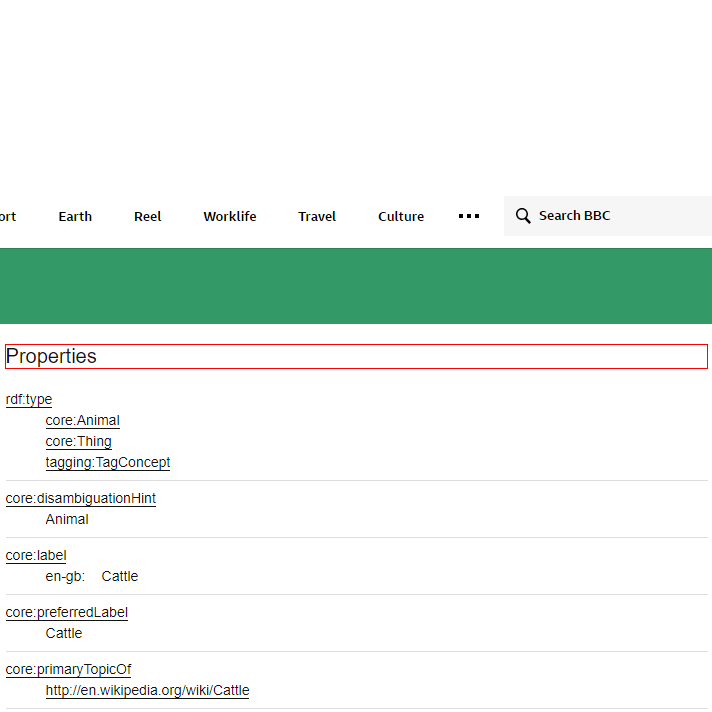 ort Earth Reel Worklife Travel Culture Search BBC
Properties
rdf:type
core:Animal
core:Thing
tagging:TagConcept
core:disambiguationHint
Animal
core:label
en-gb: Cattle
core:preferredLabel
Cattle
core:primaryTopicOf
http://en.wikipedia.org/wiki/Cattle